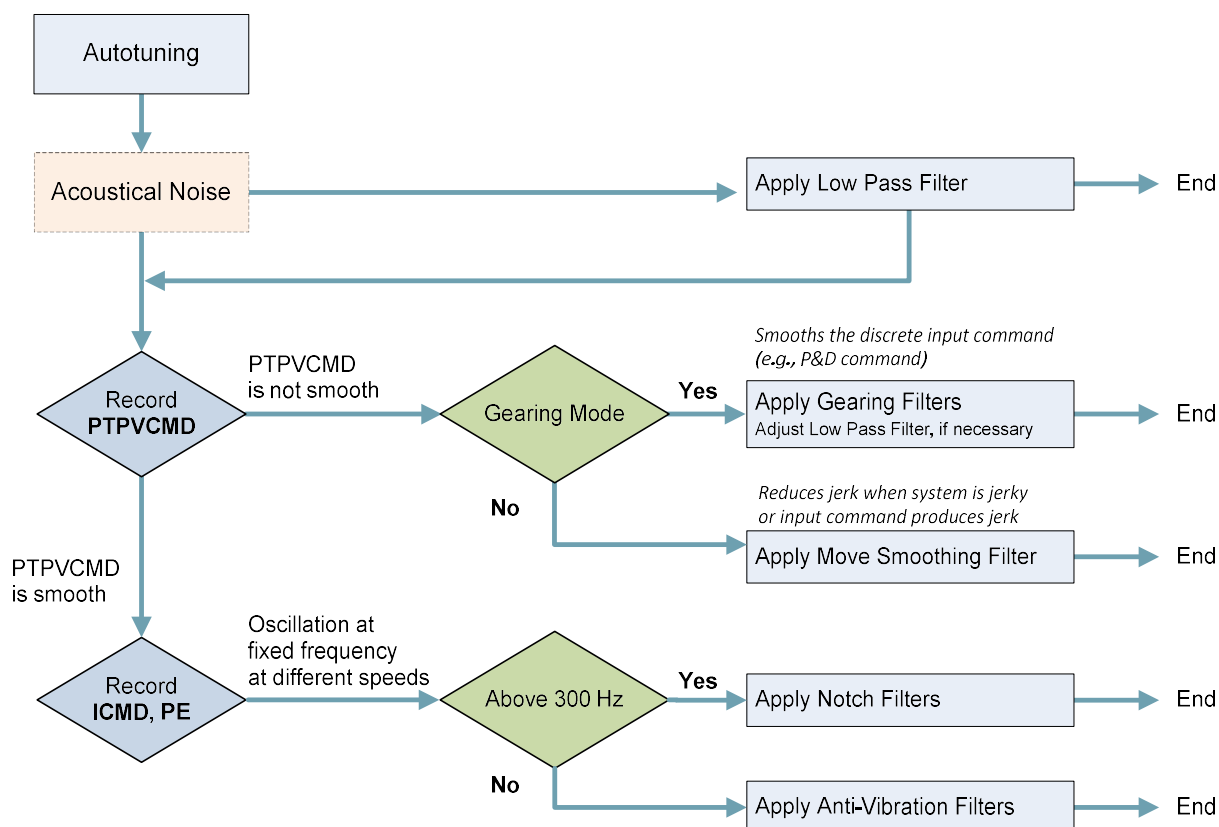 Autotuning
Acoustical Noise
Apply Low Pass Filter
End
Record
PTPVCMD
PTPVCMD
is not smooth
Gearing Mode
Yes
Smooths the discrete input command
(e.g., P&D command)
Apply Gearing Filters
Adjust Low Pass Filter, if necessary
End
No
Reduces jerk when system is jerky
or input command produces jerk
Apply Move Smoothing Filter
End
PTPVCMD
is smooth
Record
ICMD, PE
Oscillation at
fixed frequency
at different speeds
Above 300 Hz
Yes
Apply Notch Filters
End
No
Apply Anti-Vibration Filters
End